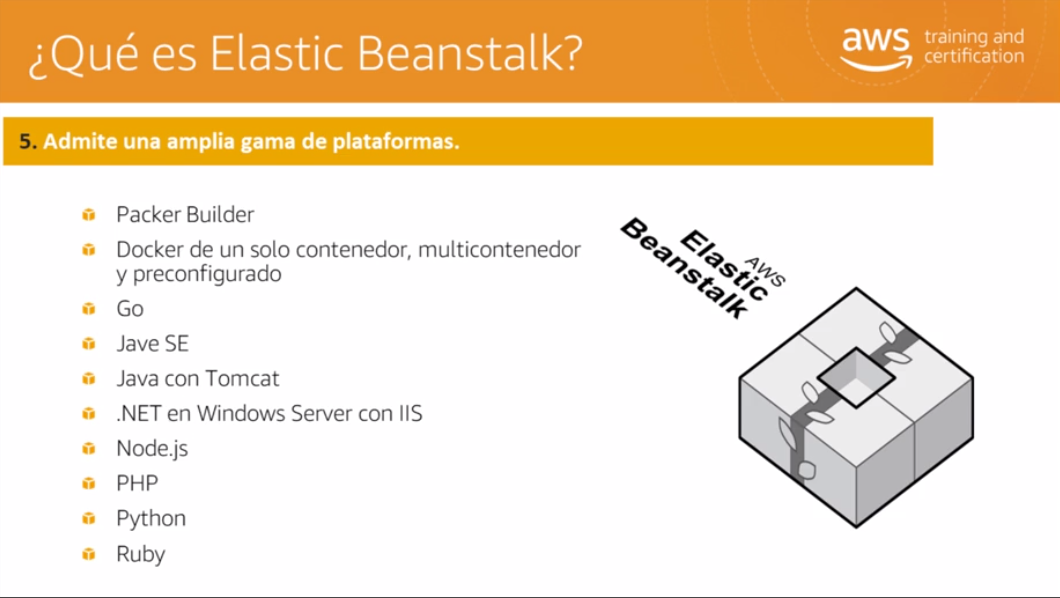 ¿Qué es Elastic Beanstalk?
aws training and
certification
5. Admite una amplia gama de plataformas.
Packer Builder
Docker de un solo contenedor, multicontenedor
y preconfigurado
Go
Jave SE
Java con Tomcat
.NET en Windows Server con IIS
Node.js
PHP
Python
Ruby
AWS
Elastic
Beanstalk